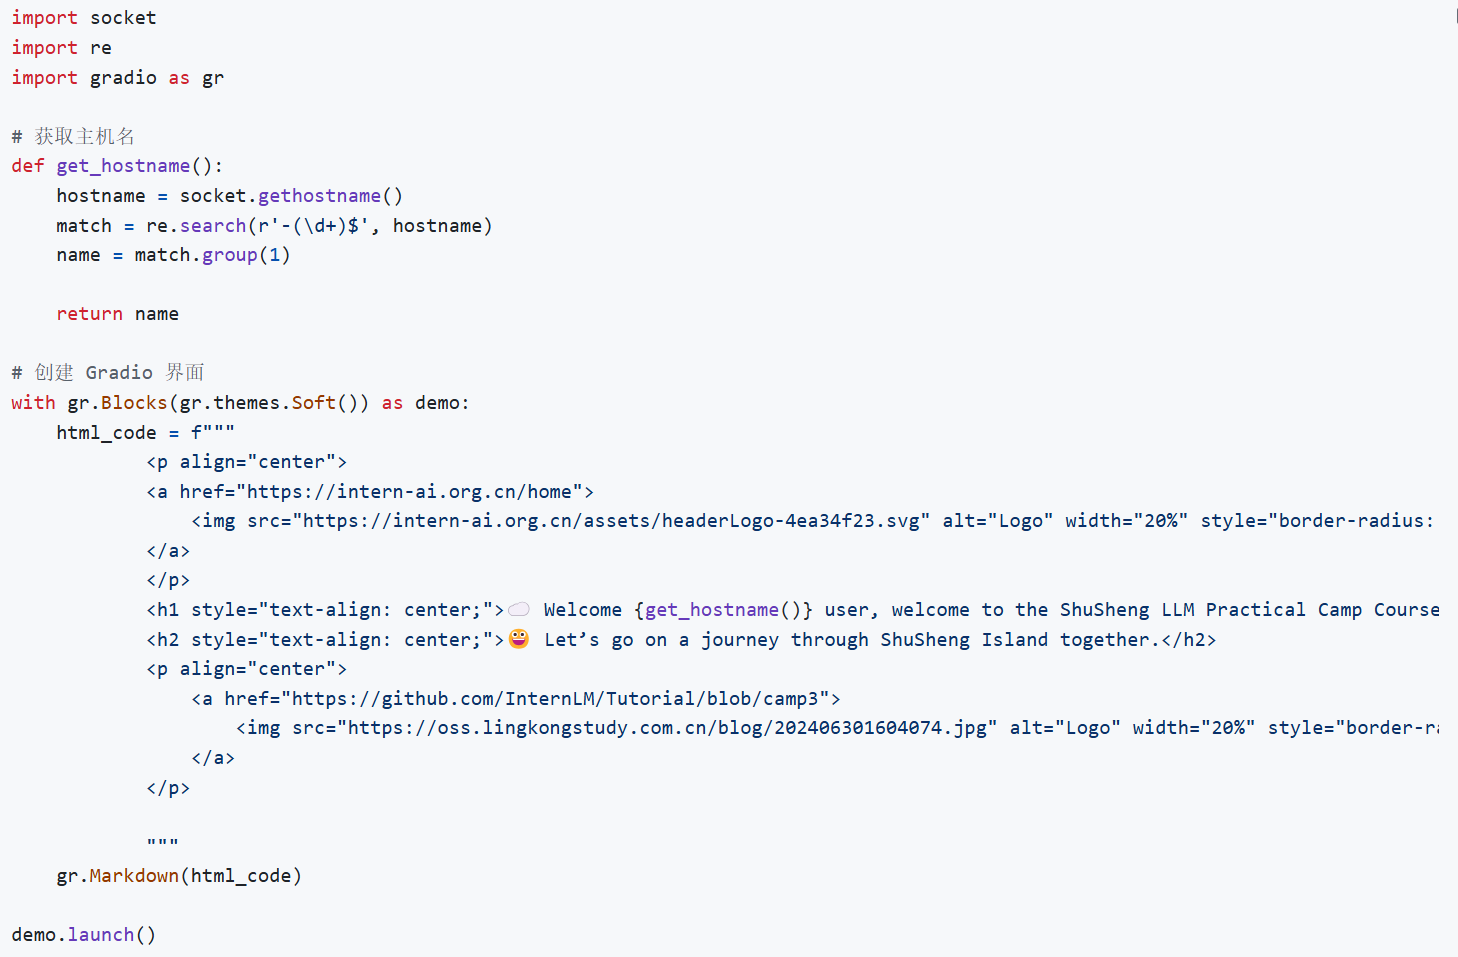 import socket
import re
import gradio as gr
# 获取主机名
def get_hostname():
    hostname = socket.gethostname()
    match = re.search(r'-(\d+)$', hostname)
    name = match.group(1)
    return name
# 创建 Gradio 界面
with gr.Blocks(gr.themes.Soft()) as demo:
    html_code = f"""
            <p align="center">
            <a href="https://intern-ai.org.cn/home">
                <img src="https://intern-ai.org.cn/assets/headerLogo-4ea34f23.svg" alt="Logo" width="20%" style="border-radius:
            </a>
            </p>
            <h1 style="text-align: center;">☁️ Welcome {get_hostname()} user, welcome to the ShuSheng LLM Practical Camp Course
            <h2 style="text-align: center;">😀 Let’s go on a journey through ShuSheng Island together.</h2>
            <p align="center">
                <a href="https://github.com/InternLM/Tutorial/blob/camp3">
                    <img src="https://oss.lingkongstudy.com.cn/blog/202406301604074.jpg" alt="Logo" width="20%" style="border-r
                </a>
            </p>
            """
    gr.Markdown(html_code)
demo.launch()